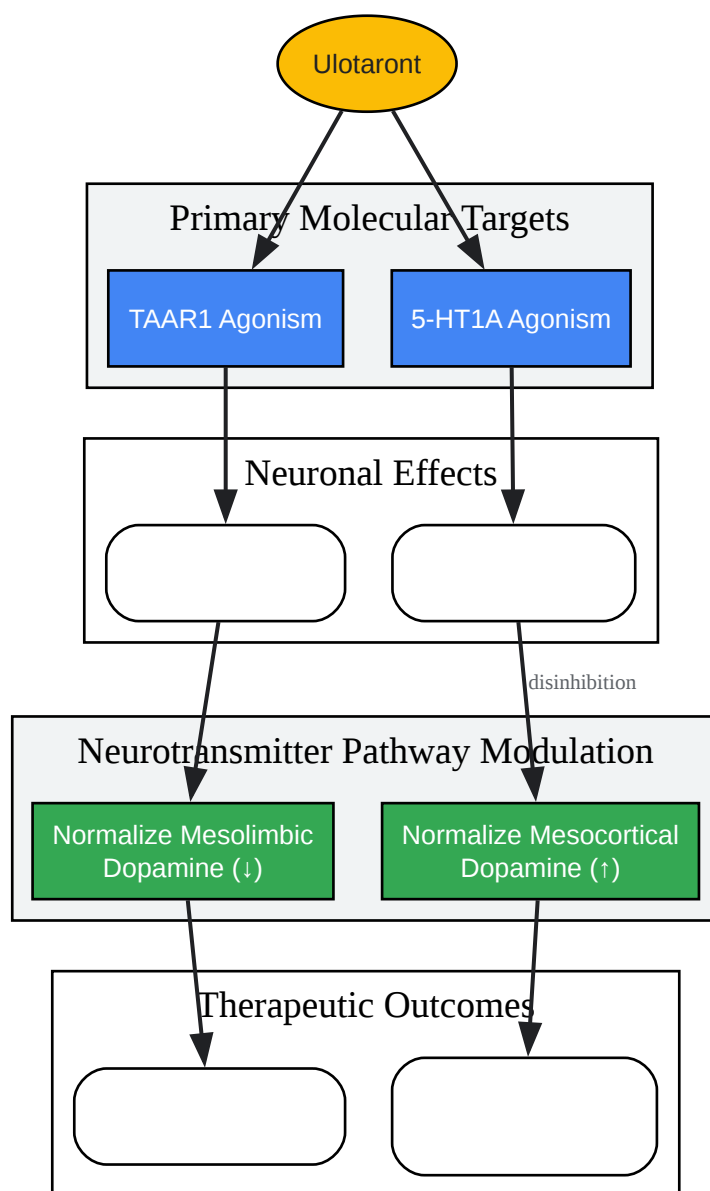 Ulotaront
Primary Molecular Targets
TAAR1 Agonism
5-HT1A Agonism
Neuronal Effects
disinhibition
Neurotransmitter Pathway Modulation
Normalize Mesolimbic
Dopamine (↓)
Normalize Mesocortical
Dopamine (↑)
Therapeutic Outcomes